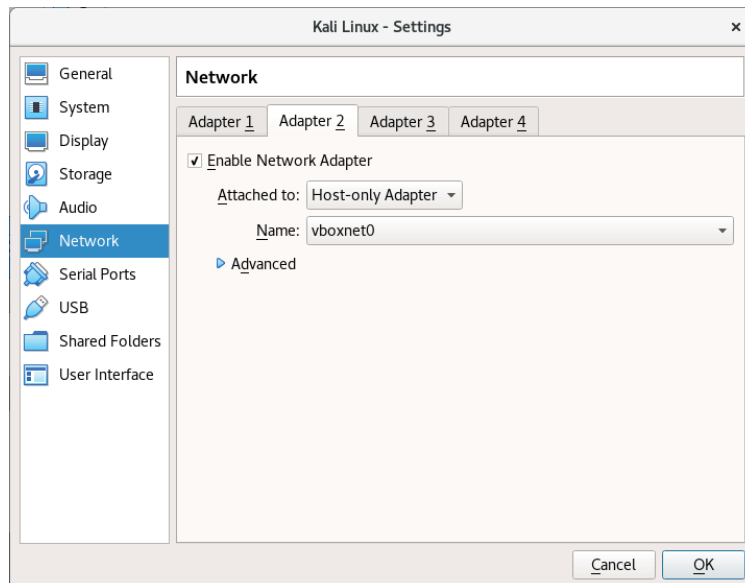 Kali Linux - Settings
General
System
Display
Storage
Audio
Network
Serial Ports
USB
Shared Folders
User Interface
Network
Adapter 1 Adapter 2 Adapter 3 Adapter 4
Enable Network Adapter
Attached to: Host-only Adapter
Name: vboxnet0
Advanced
Cancel OK